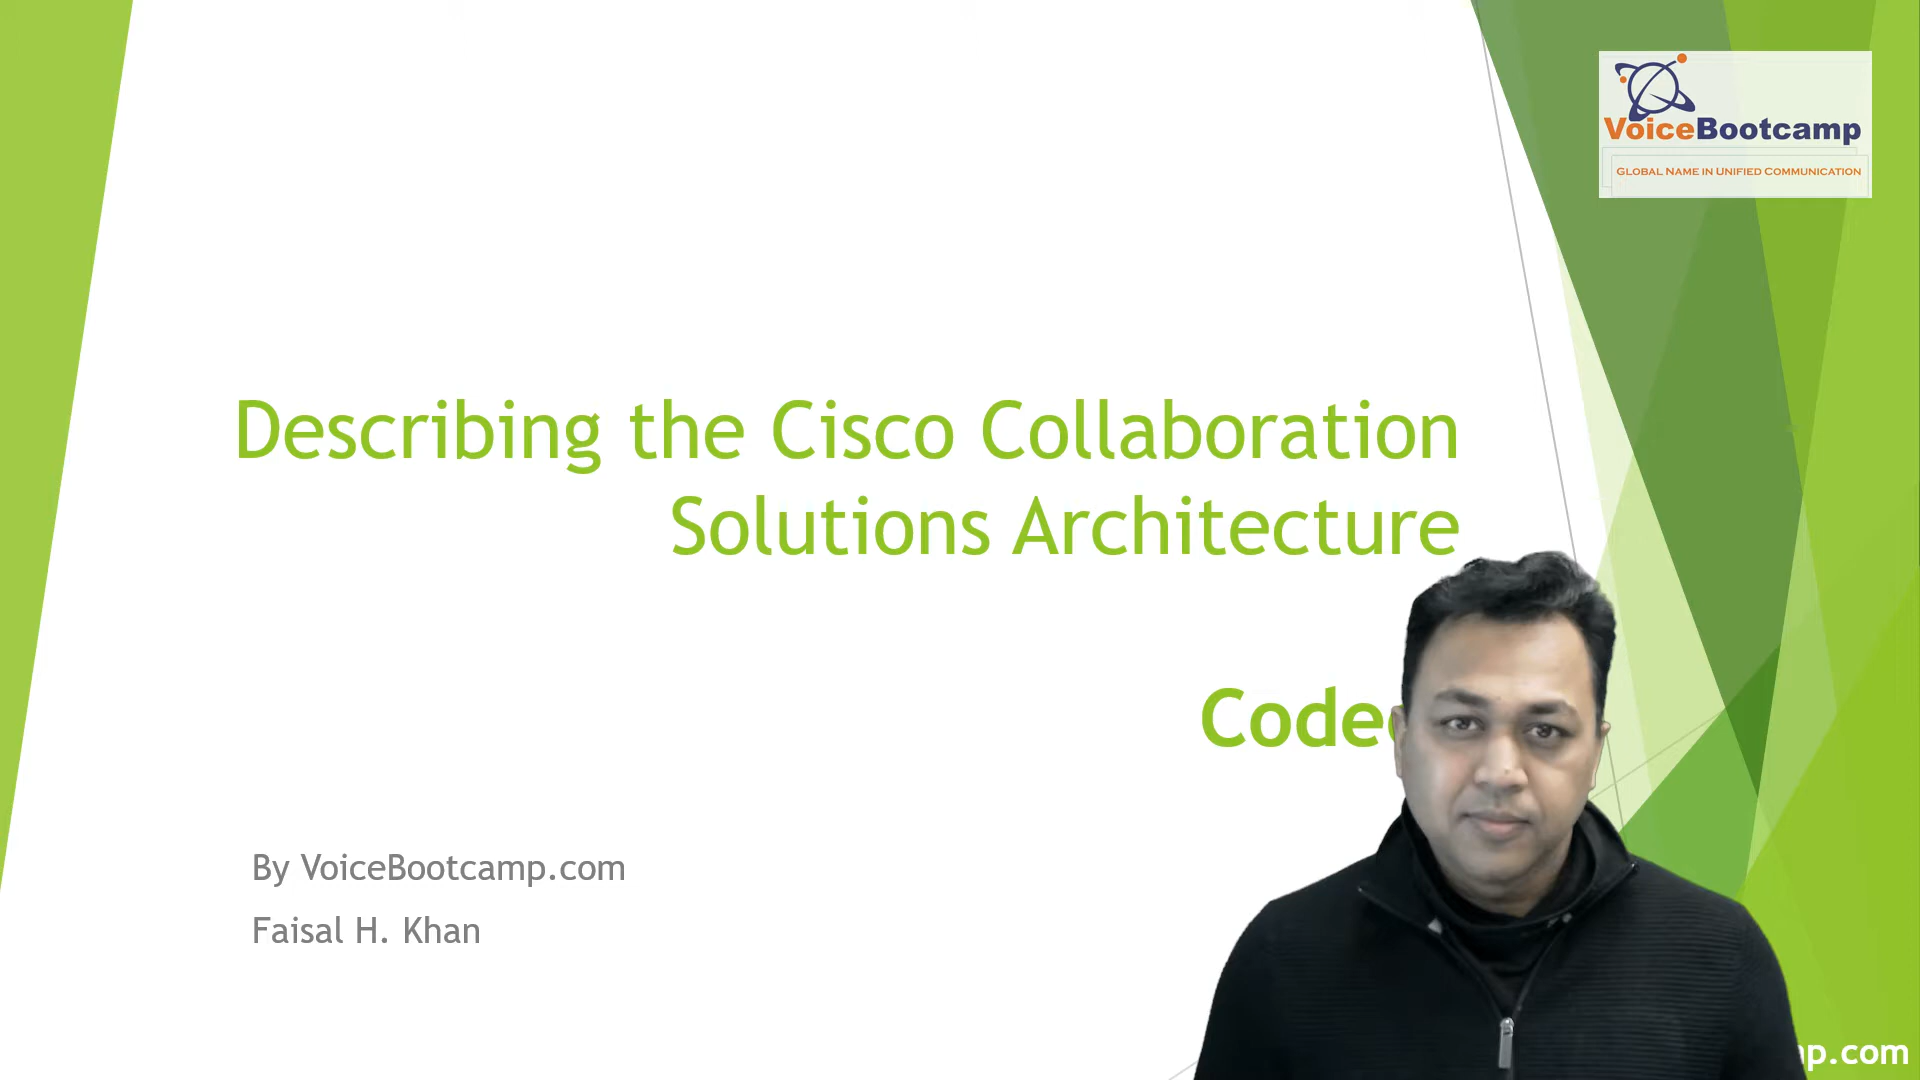 VoiceBootcamp
Global Name in Unified Communication
Describing the Cisco Collaboration
Solutions Architecture
By VoiceBootcamp.com
Faisal H. Khan